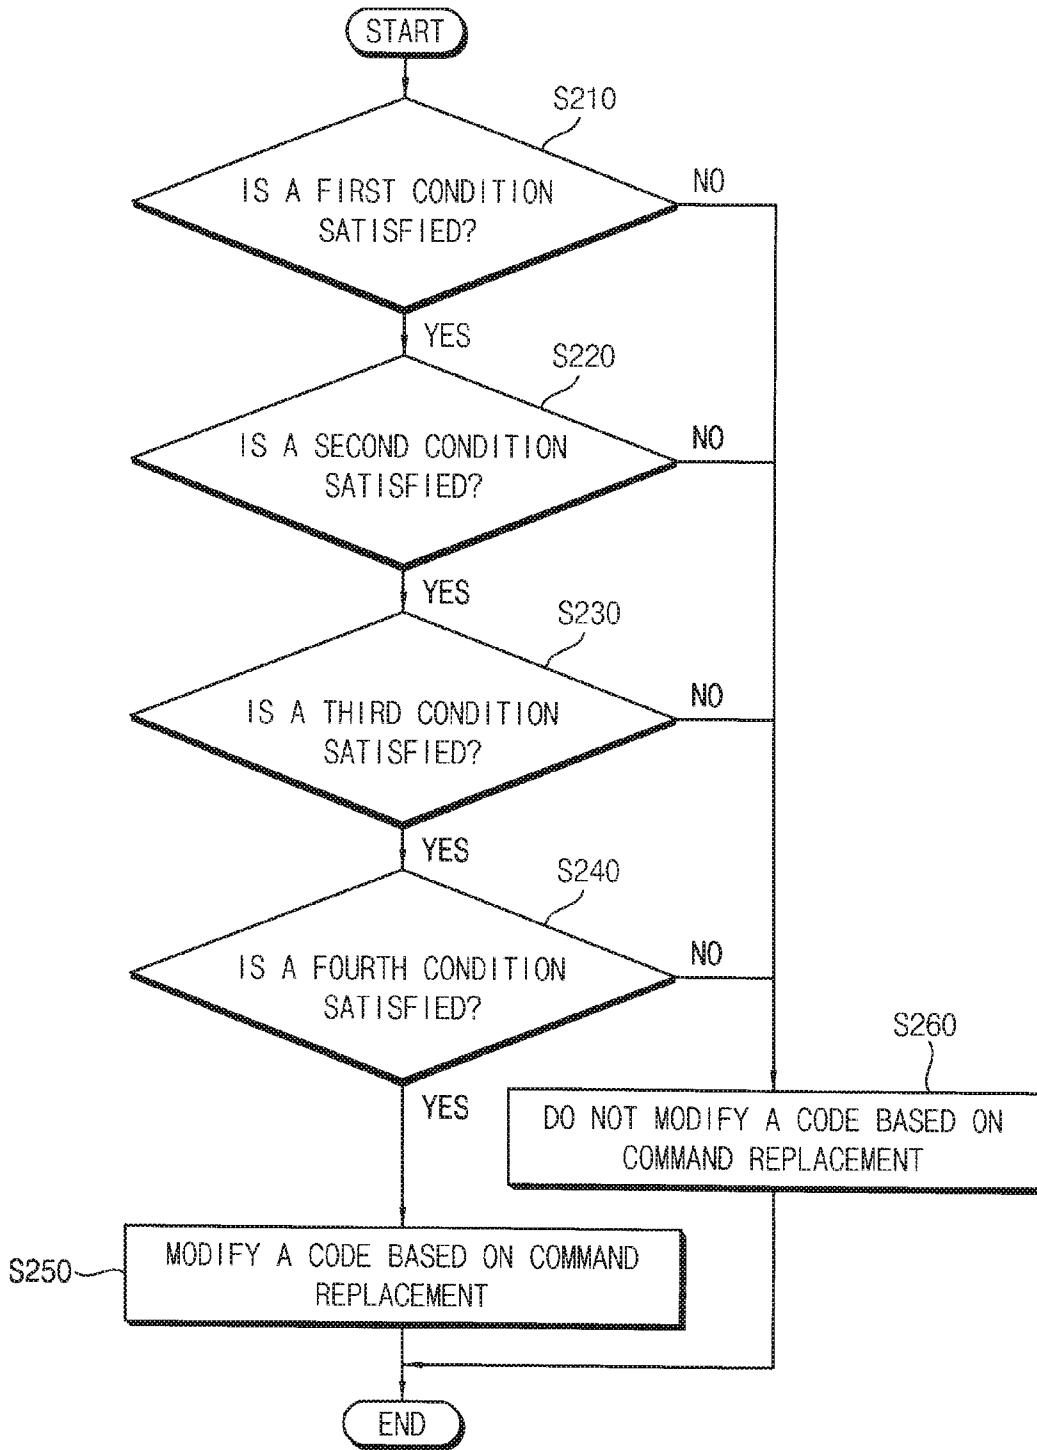 START
S210
IS A FIRST CONDITION
SATISFIED?
NO
YES
S220
IS A SECOND CONDITION
SATISFIED?
NO
YES
S230
IS A THIRD CONDITION
SATISFIED?
NO
YES
S240
IS A FOURTH CONDITION
SATISFIED?
NO
YES
S260
DO NOT MODIFY A CODE BASED ON
COMMAND REPLACEMENT
S250
MODIFY A CODE BASED ON COMMAND
REPLACEMENT
END